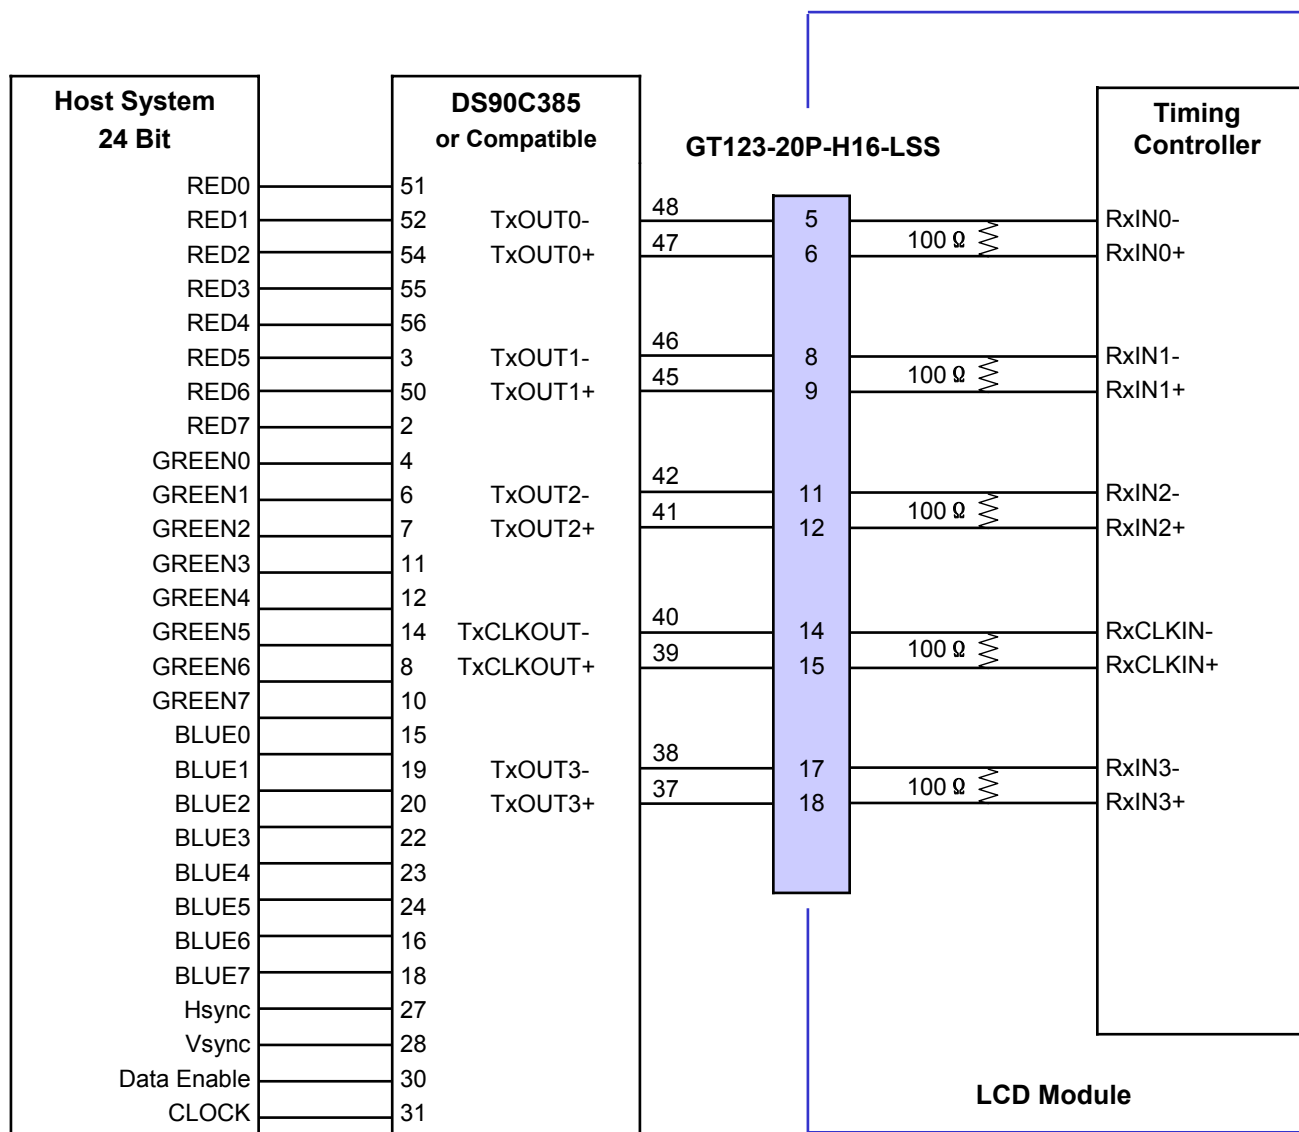 Host System
24 Bit
DS90C385
or Compatible
GT123-20P-H16-LSS
Timing
Controller
RED0 51
RED1 52 TxOUT0- 48 5 RxIN0-
100 Ω
RED2 54 TxOUT0+ 47 6 RxIN0+
RED3 55
RED4 56
RED5 3 TxOUT1- 46 8 RxIN1-
100 Ω
RED6 50 TxOUT1+ 45 9 RxIN1+
RED7 2
GREEN0 4
GREEN1 6 TxOUT2- 42 11 RxIN2-
100 Ω
GREEN2 7 TxOUT2+ 41 12 RxIN2+
GREEN3 11
GREEN4 12
GREEN5 14 TxCLKOUT- 40 14 RxCLKIN-
100 Ω
GREEN6 8 TxCLKOUT+ 39 15 RxCLKIN+
GREEN7 10
BLUE0 15
BLUE1 19 TxOUT3- 38 17 RxIN3-
100 Ω
BLUE2 20 TxOUT3+ 37 18 RxIN3+
BLUE3 22
BLUE4 23
BLUE5 24
BLUE6 16
BLUE7 18
Hsync 27
Vsync 28
Data Enable 30
CLOCK 31
LCD Module